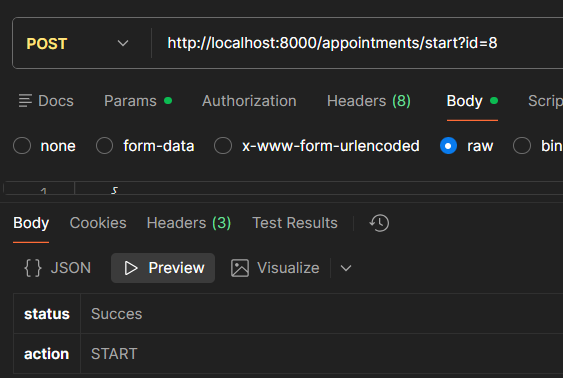 POST http://localhost:8000/appointments/start?id=8
Docs Params Authorization Headers (8) Body Scrip
none form-data x-www-form-urlencoded raw bin
1 {
Body Cookies Headers (3) Test Results
{} JSON Preview Visualize
status Succes
action START